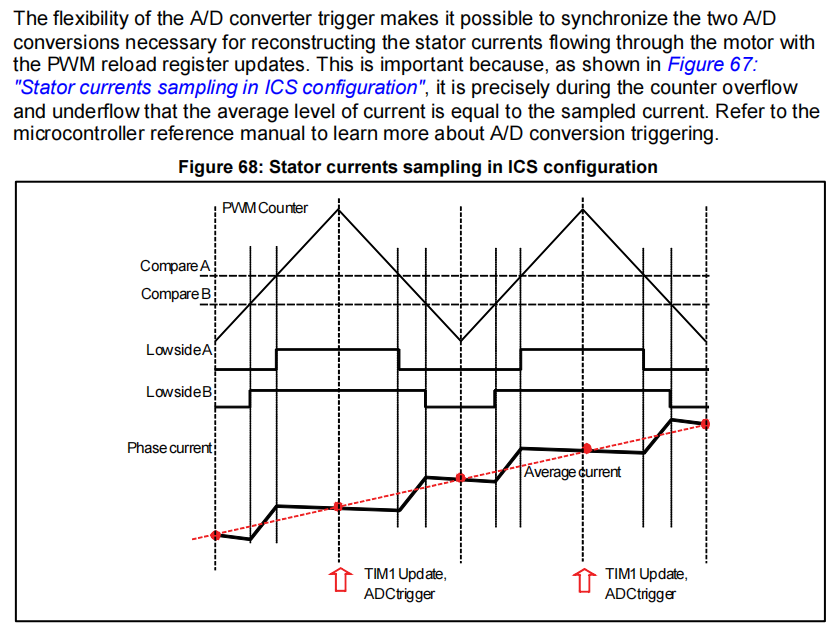 The flexibility of the A/D converter trigger makes it possible to synchronize the two A/D
conversions necessary for reconstructing the stator currents flowing through the motor with
the PWM reload register updates. This is important because, as shown in Figure 67:
"Stator currents sampling in ICS configuration", it is precisely during the counter overflow
and underflow that the average level of current is equal to the sampled current. Refer to the
microcontroller reference manual to learn more about A/D conversion triggering.
Figure 68: Stator currents sampling in ICS configuration
PWM Counter
Compare A
Compare B
Lowside A
Lowside B
Phase current
Average current
TIM1 Update,
ADC trigger
TIM1 Update,
ADC trigger